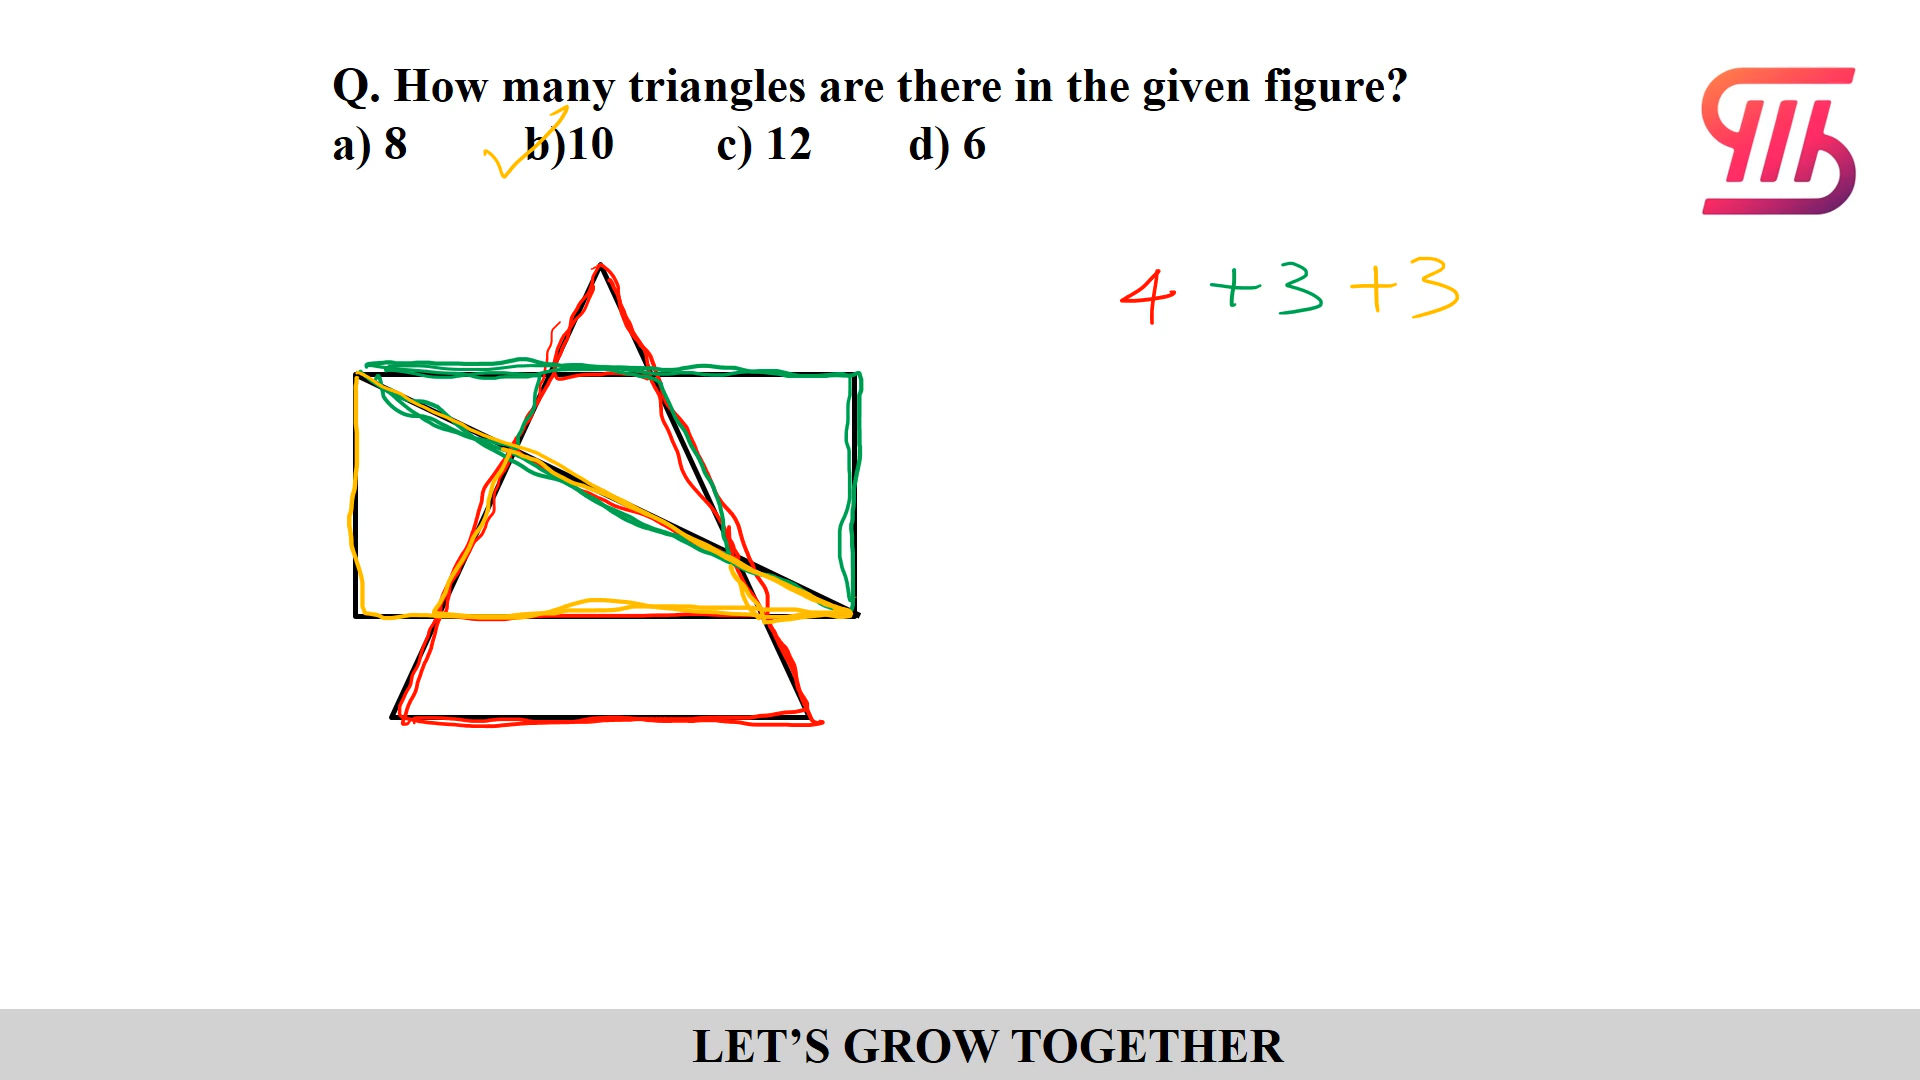 Q. How many triangles are there in the given figure?
a) 8 b)10 c) 12 d) 6
4 +3 +3
LET’S GROW TOGETHER